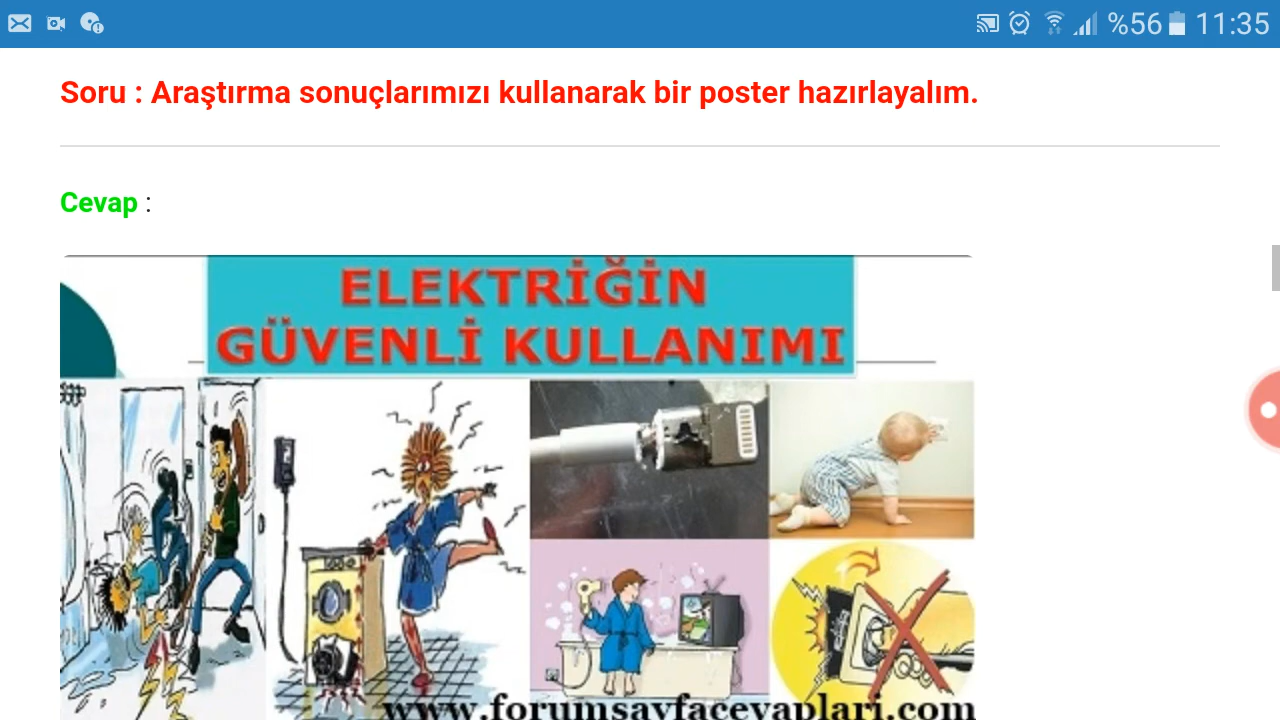 %56 11:35
Soru : Araştırma sonuçlarımızı kullanarak bir poster hazırlayalım.
Cevap :
ELEKTRİĞİN
GÜVENLİ KULLANIMI
www.forumsayfacevaplari.com